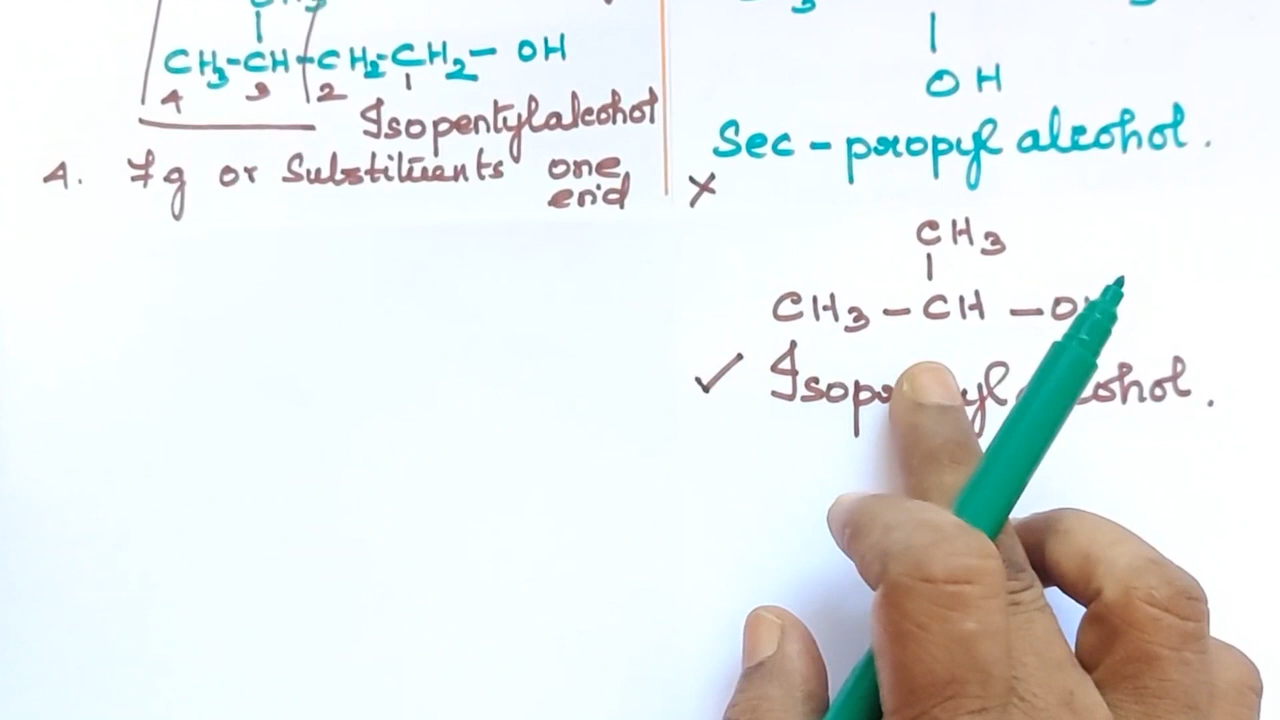 CH3-CH-CH2-CH2-OH
4 3 2 1
Isopentylalcohol
4. Fg or Substituents one
end
OH
Sec-propyl alcohol.
X
CH3
CH3-CH-O
✓